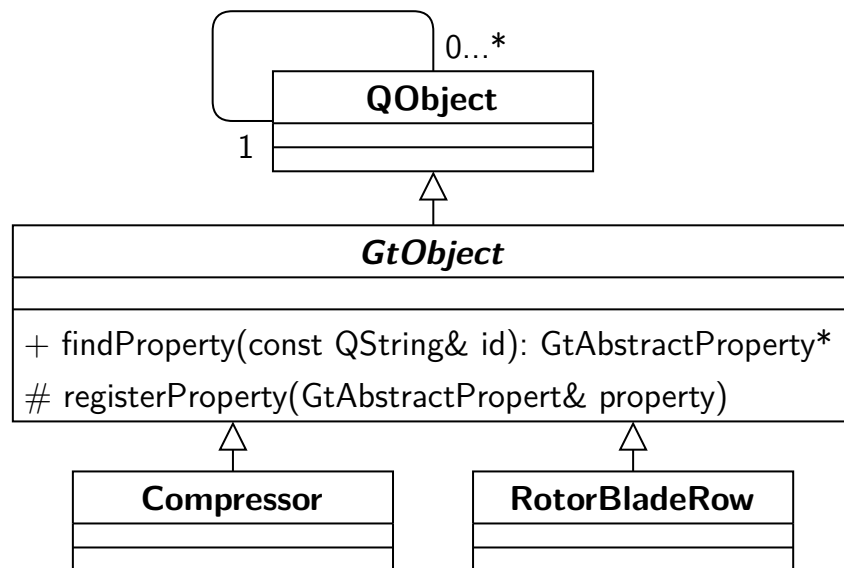 0...*
QObject
1
GtObject
+ findProperty(const QString& id): GtAbstractProperty*
# registerProperty(GtAbstractPropert& property)
Compressor
RotorBladeRow